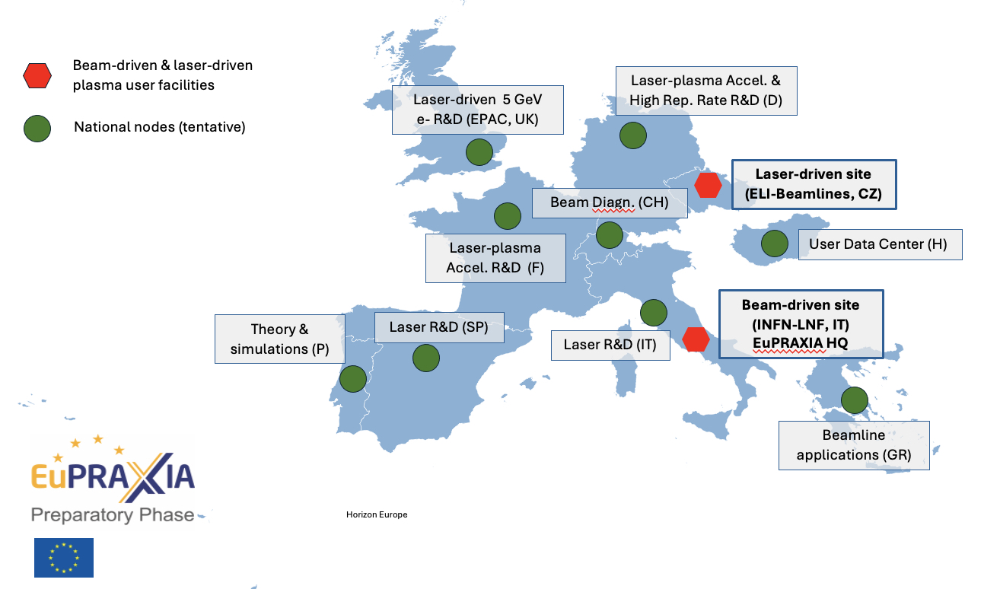 Beam-driven & laser-driven
plasma user facilities
National nodes (tentative)
Laser-driven 5 GeV
e- R&D (EPAC, UK)
Laser-plasma Accel. &
High Rep. Rate R&D (D)
Laser-driven site
(ELI-Beamlines, CZ)
Beam Diagn. (CH)
User Data Center (H)
Laser-plasma
Accel. R&D (F)
Beam-driven site
(INFN-LNF, IT)
EuPRAXIA HQ
Theory &
simulations (P)
Laser R&D (SP)
Laser R&D (IT)
Beamline
applications (GR)
EuPRAXIA
Preparatory Phase
Horizon Europe